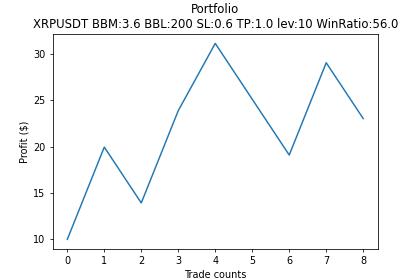 Portfolio
XRPUSDT BBM:3.6 BBL:200 SL:0.6 TP:1.0 lev:10 WinRatio:56.0
30
25
20
15
10
Profit ($)
0 1 2 3 4 5 6 7 8
Trade counts